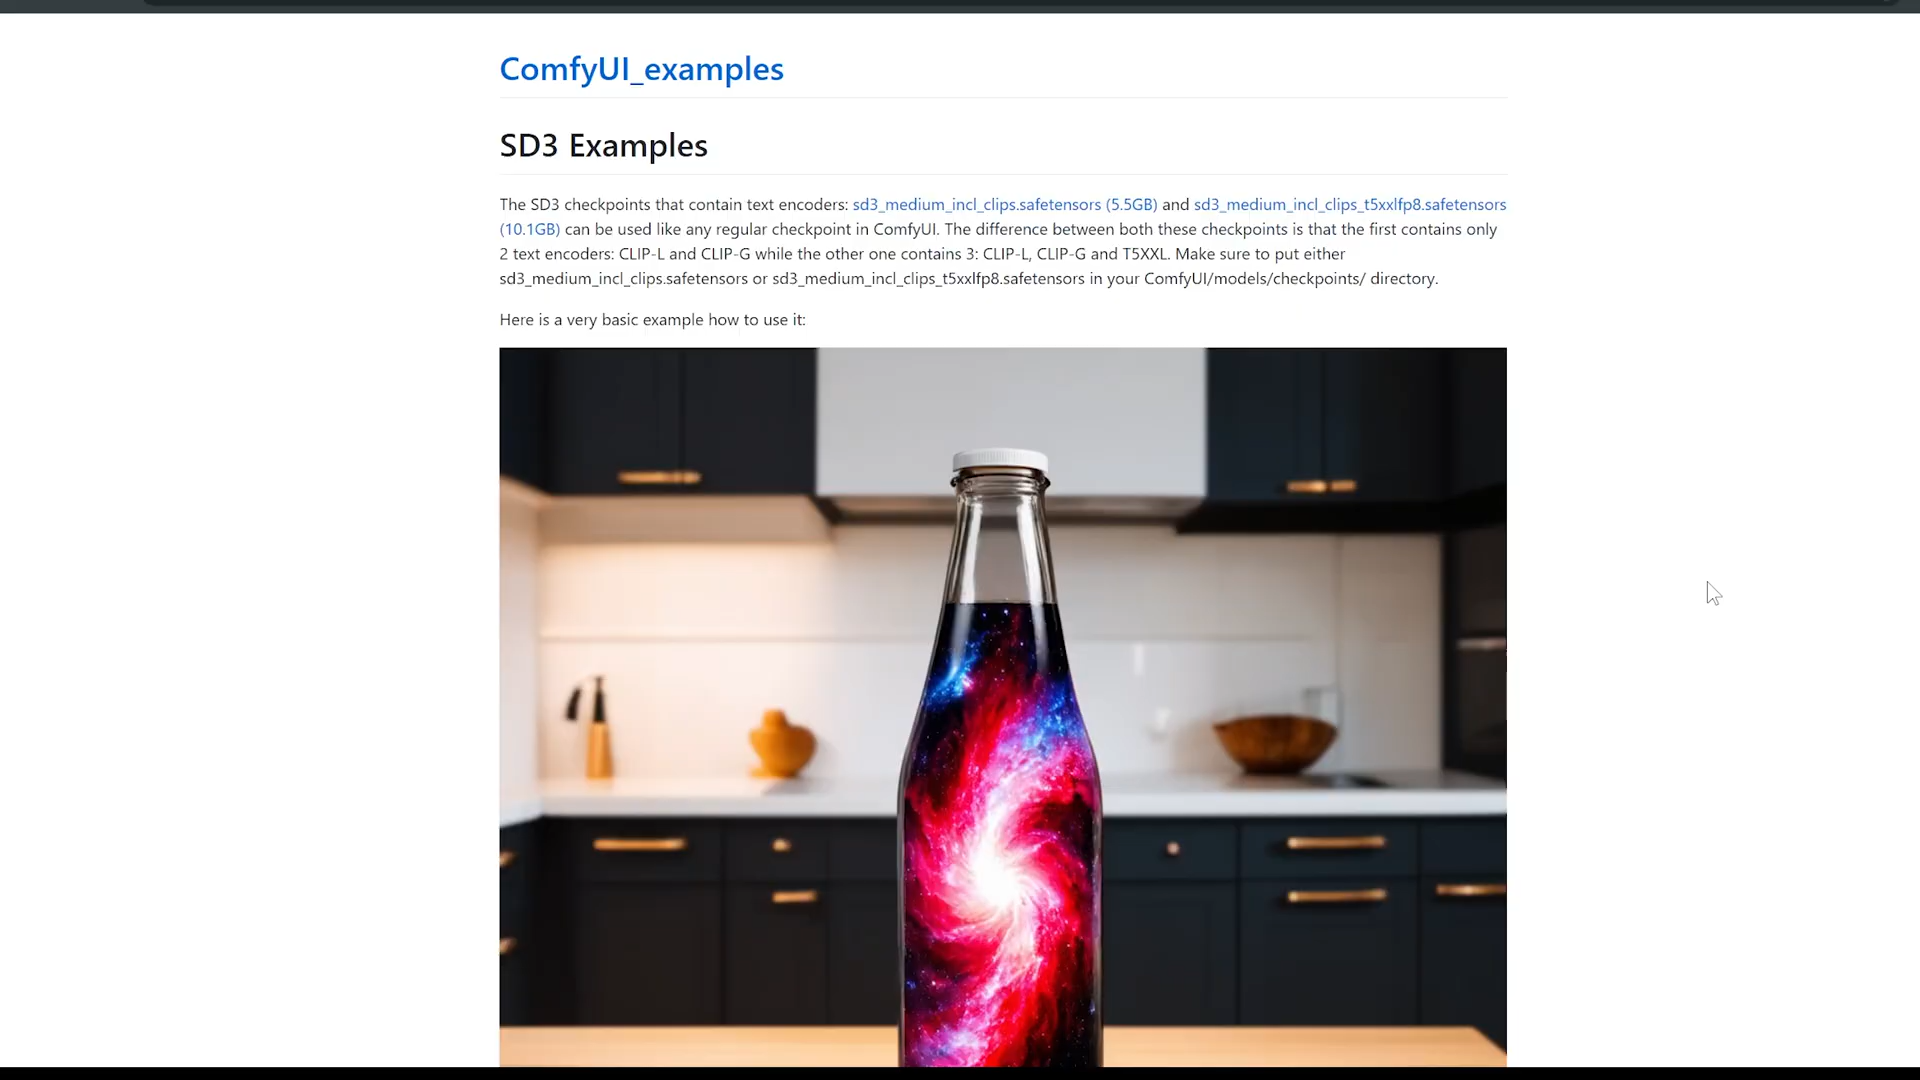 ComfyUI_examples
SD3 Examples
The SD3 checkpoints that contain text encoders: sd3_medium_incl_clips.safetensors (5.5GB) and sd3_medium_incl_clips_t5xxlfp8.safetensors
(10.1GB) can be used like any regular checkpoint in ComfyUI. The difference between both these checkpoints is that the first contains only
2 text encoders: CLIP-L and CLIP-G while the other one contains 3: CLIP-L, CLIP-G and T5XXL. Make sure to put either
sd3_medium_incl_clips.safetensors or sd3_medium_incl_clips_t5xxlfp8.safetensors in your ComfyUI/models/checkpoints/ directory.
Here is a very basic example how to use it: